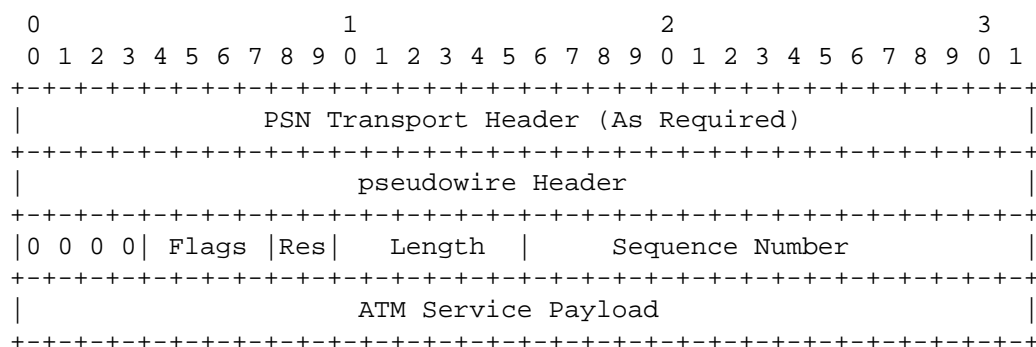 0                   1                   2                   3
 0 1 2 3 4 5 6 7 8 9 0 1 2 3 4 5 6 7 8 9 0 1 2 3 4 5 6 7 8 9 0 1
+-+-+-+-+-+-+-+-+-+-+-+-+-+-+-+-+-+-+-+-+-+-+-+-+-+-+-+-+-+-+-+-+
|               PSN Transport Header (As Required)              |
+-+-+-+-+-+-+-+-+-+-+-+-+-+-+-+-+-+-+-+-+-+-+-+-+-+-+-+-+-+-+-+-+
|                     pseudowire Header                         |
+-+-+-+-+-+-+-+-+-+-+-+-+-+-+-+-+-+-+-+-+-+-+-+-+-+-+-+-+-+-+-+-+
|0 0 0 0| Flags |Res|   Length  |     Sequence Number           |
+-+-+-+-+-+-+-+-+-+-+-+-+-+-+-+-+-+-+-+-+-+-+-+-+-+-+-+-+-+-+-+-+
|                     ATM Service Payload                       |
+-+-+-+-+-+-+-+-+-+-+-+-+-+-+-+-+-+-+-+-+-+-+-+-+-+-+-+-+-+-+-+-+